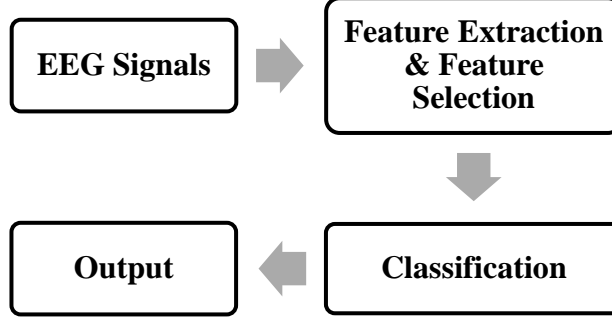 EEG Signals
Feature Extraction
& Feature
Selection
Classification
Output